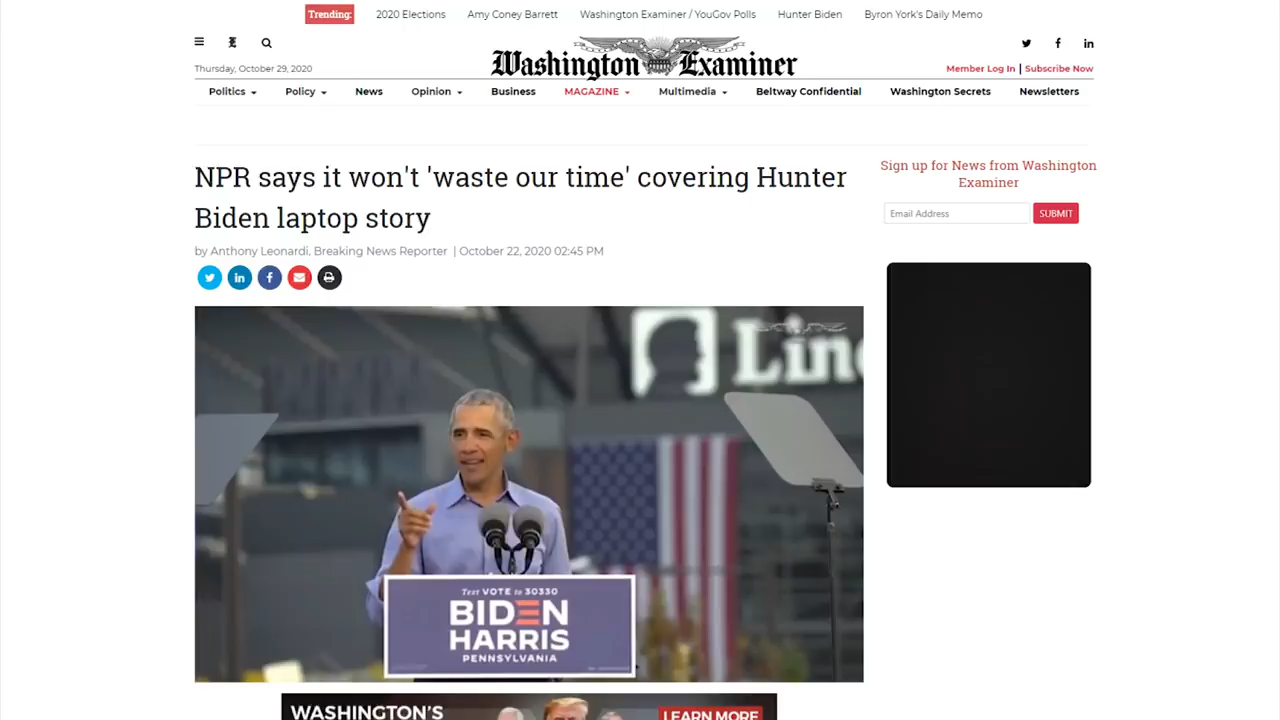 Trending:
2020 Elections
Amy Coney Barrett
Washington Examiner / YouGov Polls
Hunter Biden
Byron York's Daily Memo
Washington Examiner
Thursday, October 29, 2020
Member Log In | Subscribe Now
Politics
Policy
News
Opinion
Business
MAGAZINE
Multimedia
Beltway Confidential
Washington Secrets
Newsletters
NPR says it won't 'waste our time' covering Hunter
Biden laptop story
by Anthony Leonardi, Breaking News Reporter | October 22, 2020 02:45 PM
Sign up for News from Washington
Examiner
Email Address
SUBMIT
Linc
Text VOTE to 30330
BIDEN
HARRIS
PENNSYLVANIA
WASHINGTON'S
LEARN MORE